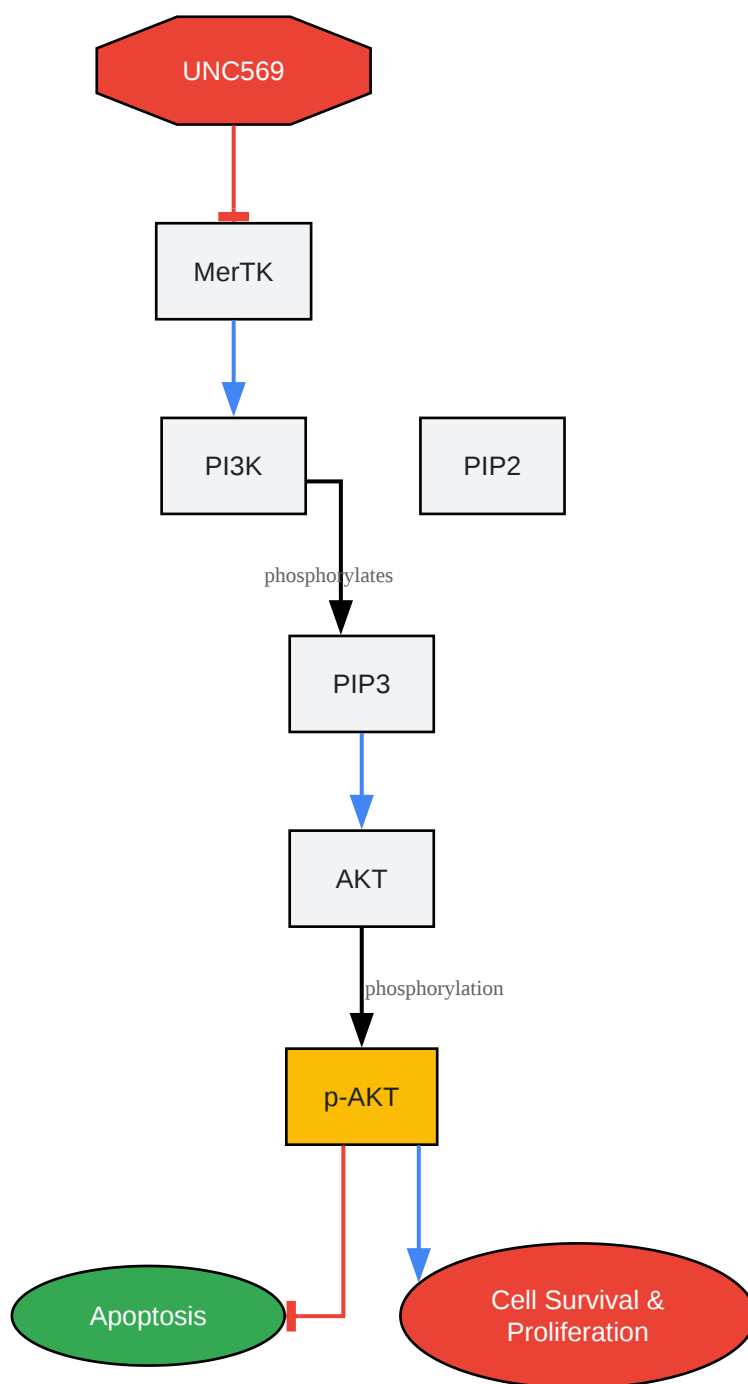 UNC569
MerTK
PI3K
PIP2
phosphorylates
PIP3
AKT
phosphorylation
p-AKT
Apoptosis
Cell Survival &
Proliferation